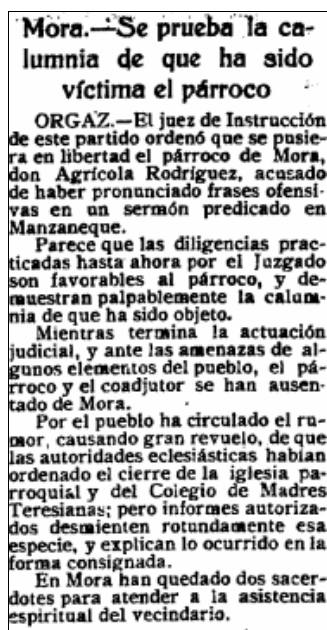 Mora.—Se prueba la ca-
lumnia de que ha sido
víctima el párroco
ORGAZ.—El juez de Instrucción
de este partido ordenó que se pusie-
ra en libertad el párroco de Mora,
don Agrícola Rodríguez, acusado
de haber pronunciado frases ofensi-
vas en un sermón predicado en
Manzaneque.
Parece que las diligencias prac-
ticadas hasta ahora por el Juzgado
son favorables al párroco, y de-
muestran palpablemente la calum-
nia de que ha sido objeto.
Mientras termina la actuación
judicial, y ante las amenazas de al-
gunos elementos del pueblo, el pá-
rroco y el coadjutor se han ausen-
tado de Mora.
Por el pueblo ha circulado el ru-
mor, causando gran revuelo, de que
las autoridades eclesiásticas habían
ordenado el cierre de la iglesia pa-
rroquial y del Colegio de Madres
Teresianas; pero informes autoriza-
dos desmienten rotundamente esa
especie, y explican lo ocurrido en la
forma consignada.
En Mora han quedado dos sacer-
dotes para atender a la asistencia
espiritual del vecindario.